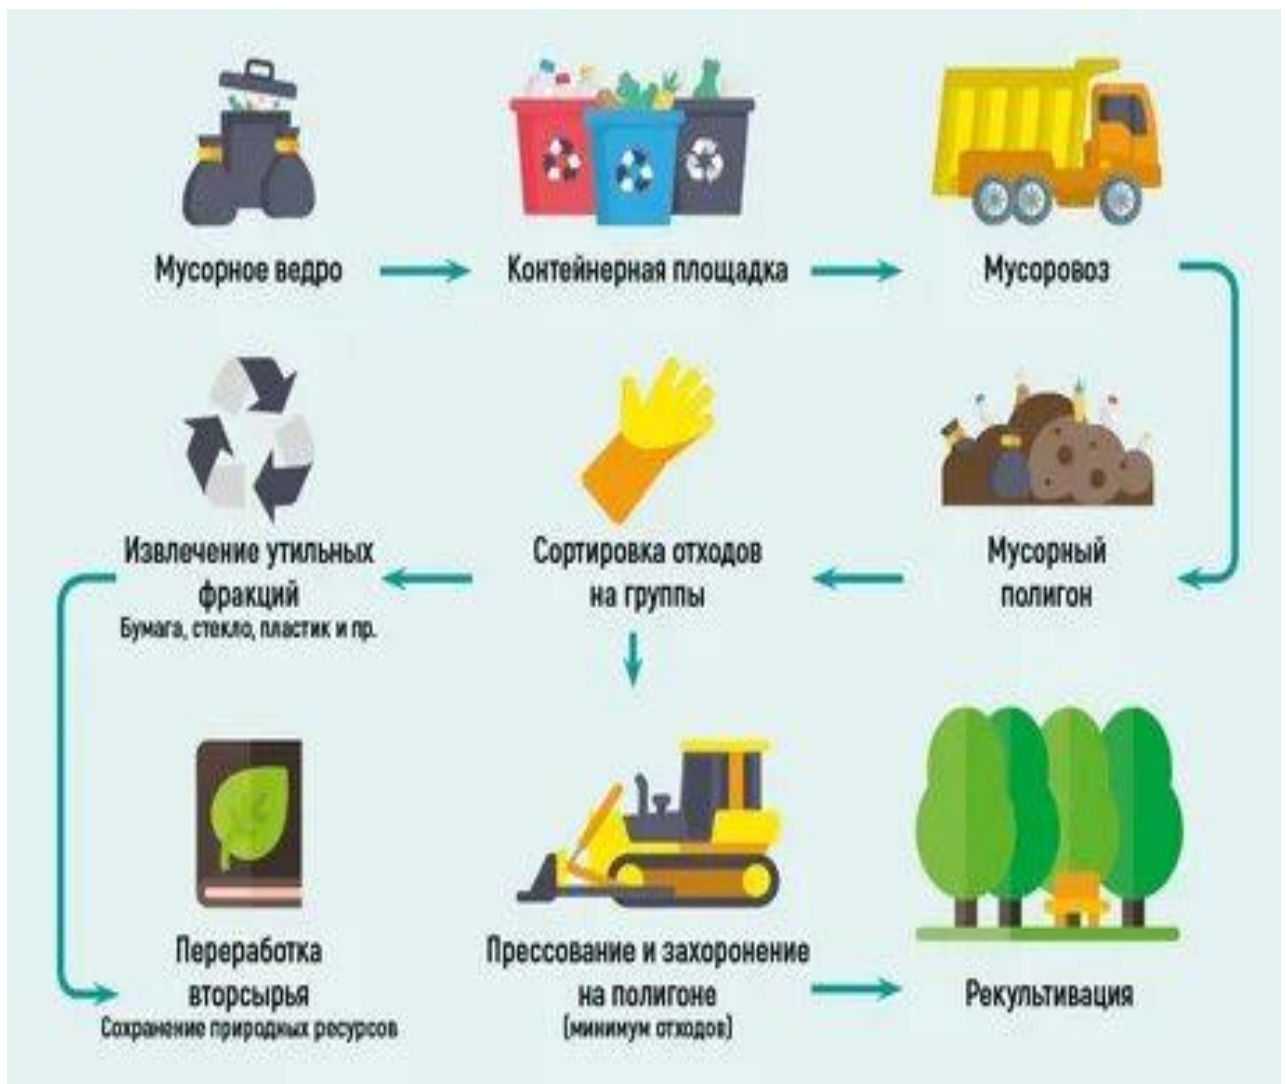 Мусорное ведро
Контейнерная площадка
Мусоровоз
Извлечение утильных
фракций
Бумага, стекло, пластик и пр.
Сортировка отходов
на группы
Мусорный
полигон
Переработка
вторсырья
Сохранение природных ресурсов
Прессование и захоронение
на полигоне
(минимум отходов)
Рекультивация